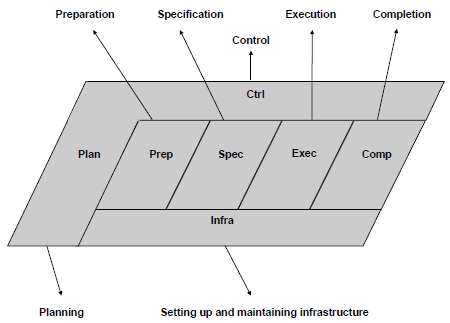 Preparation
Specification
Execution
Completion
Control
Ctrl
Plan
Prep
Spec
Exec
Comp
Infra
Planning
Setting up and maintaining infrastructure